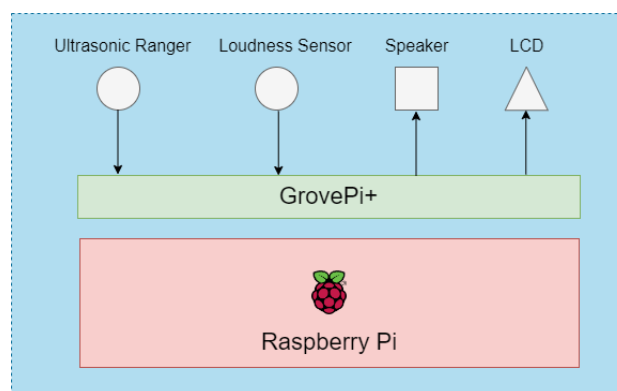 Ultrasonic Ranger Loudness Sensor Speaker LCD
GrovePi+
Raspberry Pi